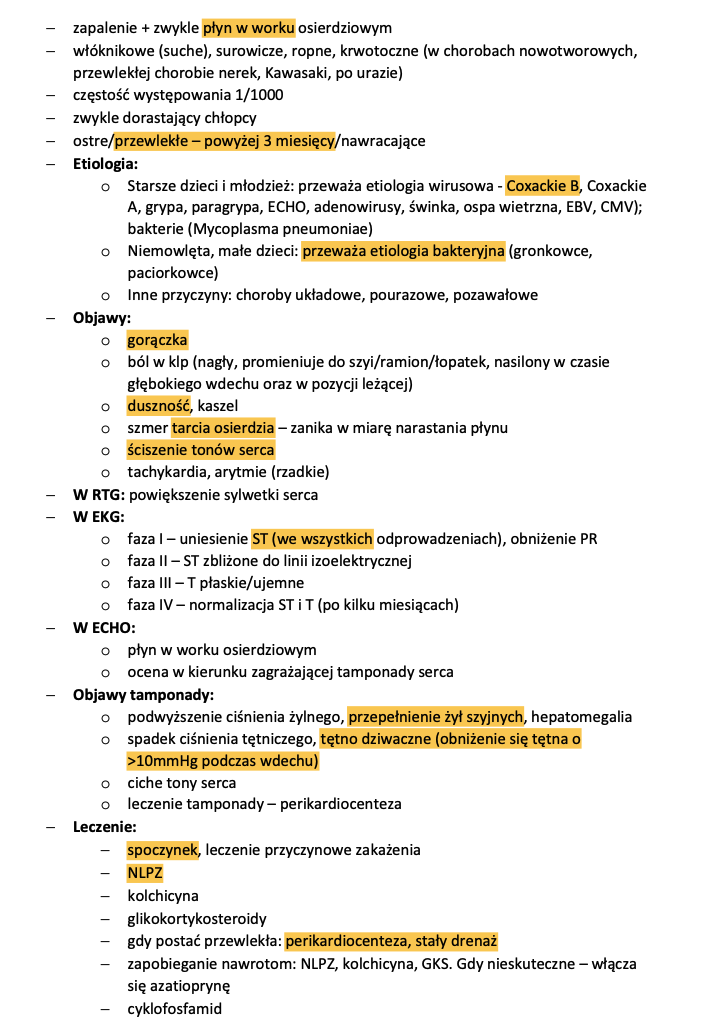 – zapalenie + zwykle płyn w worku osierdziowym
– włóknikowe (suche), surowicze, ropne, krwotoczne (w chorobach nowotworowych,
przewlekłej chorobie nerek, Kawasaki, po urazie)
– częstość występowania 1/1000
– zwykle dorastający chłopcy
– ostre/przewlekłe – powyżej 3 miesięcy/nawracające
– Etiologia:
o Starsze dzieci i młodzież: przeważa etiologia wirusowa - Coxackie B, Coxackie
A, grypa, paragrypa, ECHO, adenowirusy, świnka, ospa wietrzna, EBV, CMV);
bakterie (Mycoplasma pneumoniae)
o Niemowlęta, małe dzieci: przeważa etiologia bakteryjna (gronkowce,
paciorkowce)
o Inne przyczyny: choroby układowe, pourazowe, pozawałowe
– Objawy:
o gorączka
o ból w klp (nagły, promieniuje do szyi/ramion/łopatek, nasilony w czasie
głębokiego wdechu oraz w pozycji leżącej)
o duszność, kaszel
o szmer tarcia osierdzia – zanika w miarę narastania płynu
o ściszenie tonów serca
o tachykardia, arytmie (rzadkie)
– W RTG: powiększenie sylwetki serca
– W EKG:
o faza I – uniesienie ST (we wszystkich odprowadzeniach), obniżenie PR
o faza II – ST zbliżone do linii izoelektrycznej
o faza III – T płaskie/ujemne
o faza IV – normalizacja ST i T (po kilku miesiącach)
– W ECHO:
o płyn w worku osierdziowym
o ocena w kierunku zagrażającej tamponady serca
– Objawy tamponady:
o podwyższenie ciśnienia żylnego, przepełnienie żył szyjnych, hepatomegalia
o spadek ciśnienia tętniczego, tętno dziwaczne (obniżenie się tętna o
>10mmHg podczas wdechu)
o ciche tony serca
o leczenie tamponady – perikardiocenteza
– Leczenie:
– spoczynek, leczenie przyczynowe zakażenia
– NLPZ
– kolchicyna
– glikokortykosteroidy
– gdy postać przewlekła: perikardiocenteza, stały drenaż
– zapobieganie nawrotom: NLPZ, kolchicyna, GKS. Gdy nieskuteczne – włącza
się azatioprynę
– cyklofosfamid